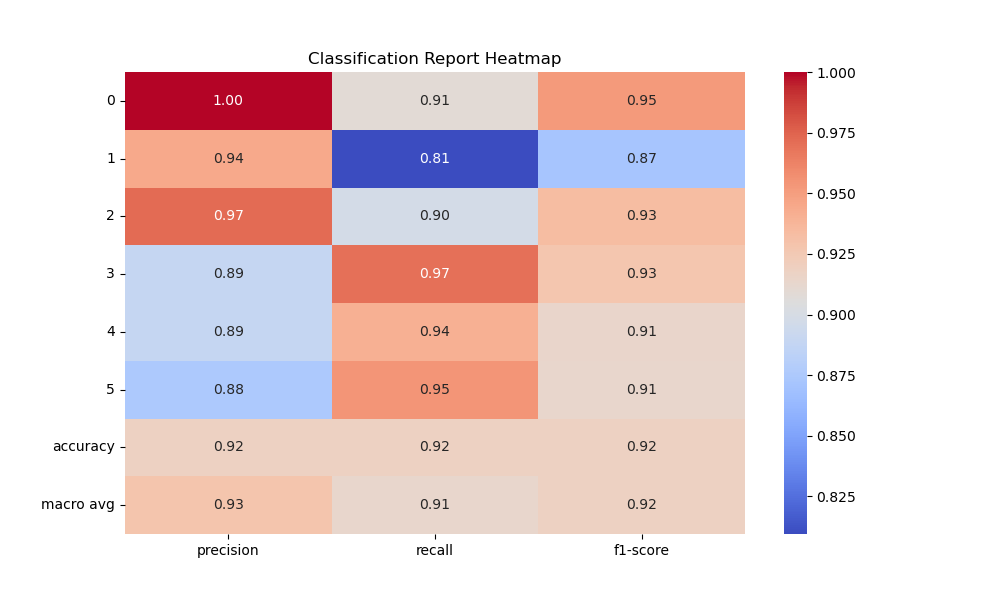 Classification Report Heatmap
0 1.00 0.91 0.95
1 0.94 0.81 0.87
2 0.97 0.90 0.93
3 0.89 0.97 0.93
4 0.89 0.94 0.91
5 0.88 0.95 0.91
accuracy 0.92 0.92 0.92
macro avg 0.93 0.91 0.92
precision recall f1-score
1.000
0.975
0.950
0.925
0.900
0.875
0.850
0.825